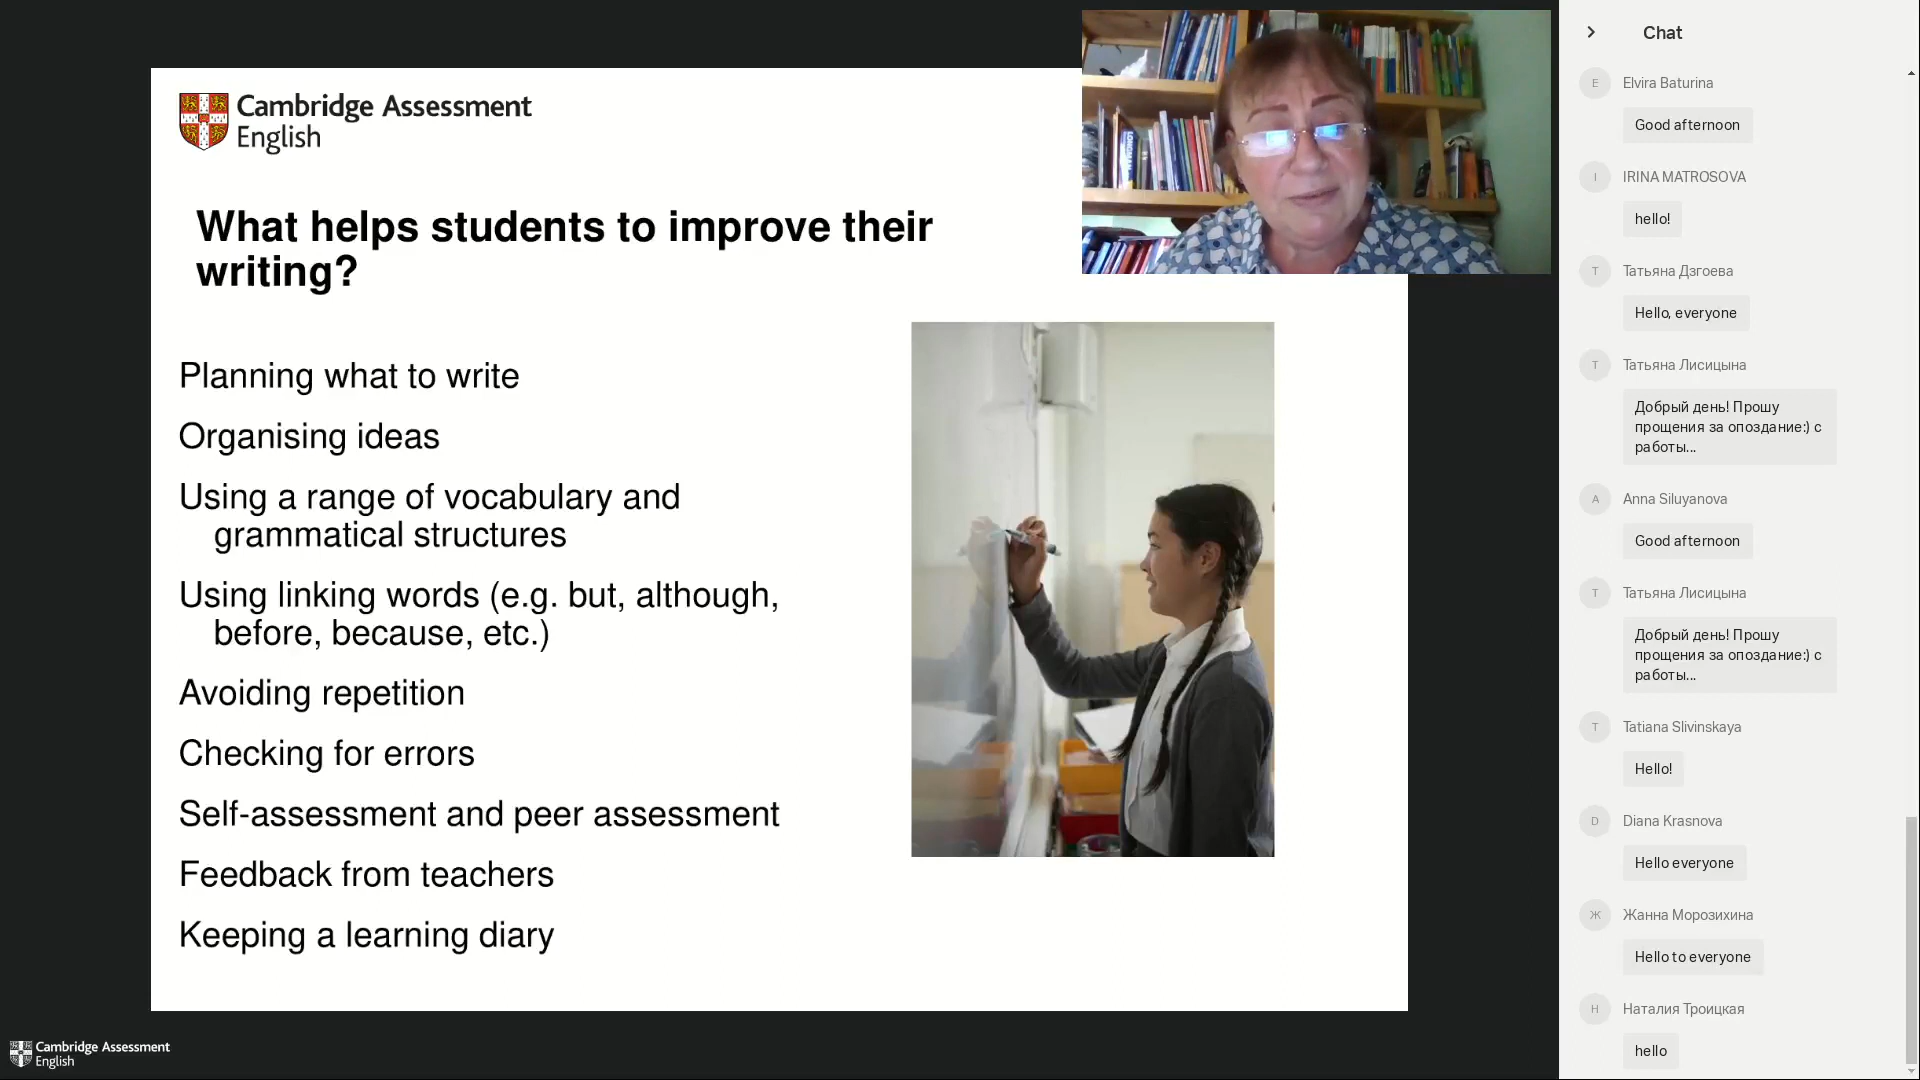 Cambridge Assessment
English
What helps students to improve their
writing?
Planning what to write
Organising ideas
Using a range of vocabulary and
grammatical structures
Using linking words (e.g. but, although,
before, because, etc.)
Avoiding repetition
Checking for errors
Self-assessment and peer assessment
Feedback from teachers
Keeping a learning diary
Cambridge Assessment
English
LONGMAN
Chat
E
Elvira Baturina
Good afternoon
I
IRINA MATROSOVA
hello!
Т
Татьяна Дзгоева
Hello, everyone
Т
Татьяна Лисицына
Добрый день! Прошу
прощения за опоздание:) с
работы...
A
Anna Siluyanova
Good afternoon
Т
Татьяна Лисицына
Добрый день! Прошу
прощения за опоздание:) с
работы...
T
Tatiana Slivinskaya
Hello!
D
Diana Krasnova
Hello everyone
Ж
Жанна Морозихина
Hello to everyone
Н
Наталия Троицкая
hello